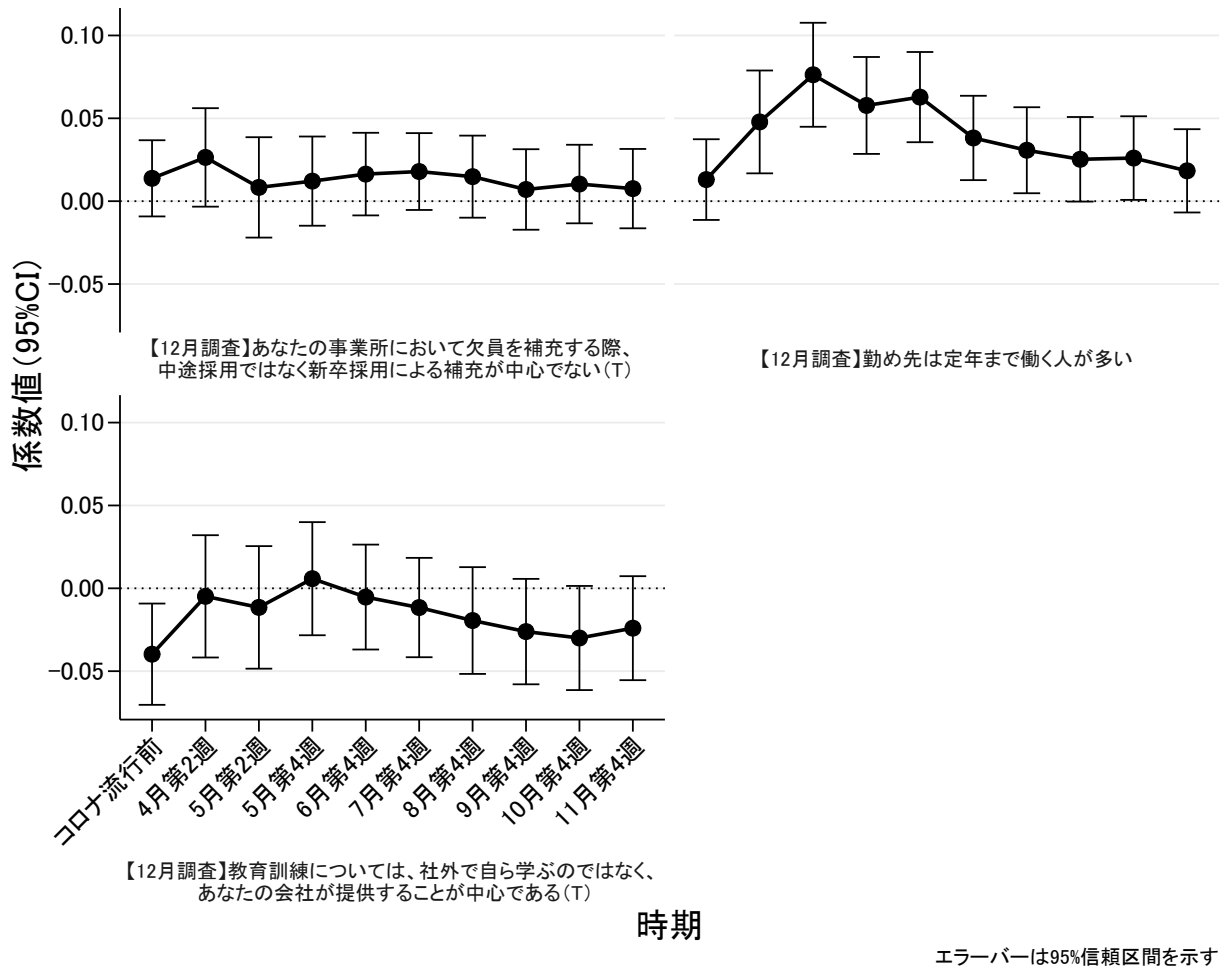 係数値(95%CI)
0.10
0.05
0.00
−0.05
【12月調査】あなたの事業所において欠員を補充する際、
中途採用ではなく新卒採用による補充が中心でない(T)
【12月調査】勤め先は定年まで働く人が多い
0.10
0.05
0.00
−0.05
コロナ流行前
4月第2週
5月第2週
5月第4週
6月第4週
7月第4週
8月第4週
9月第4週
10月第4週
11月第4週
【12月調査】教育訓練については、社外で自ら学ぶのではなく、
あなたの会社が提供することが中心である(T)
時期
エラーバーは95%信頼区間を示す